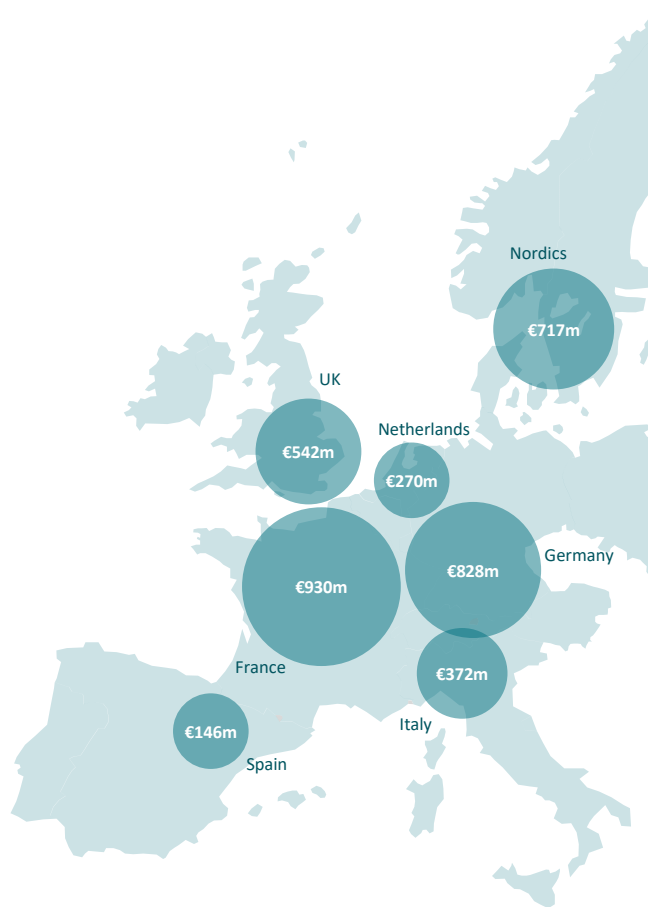 Nordics
€717m
UK
€542m
Netherlands
€270m
Germany
€828m
€930m
France
€372m
Italy
€146m
Spain